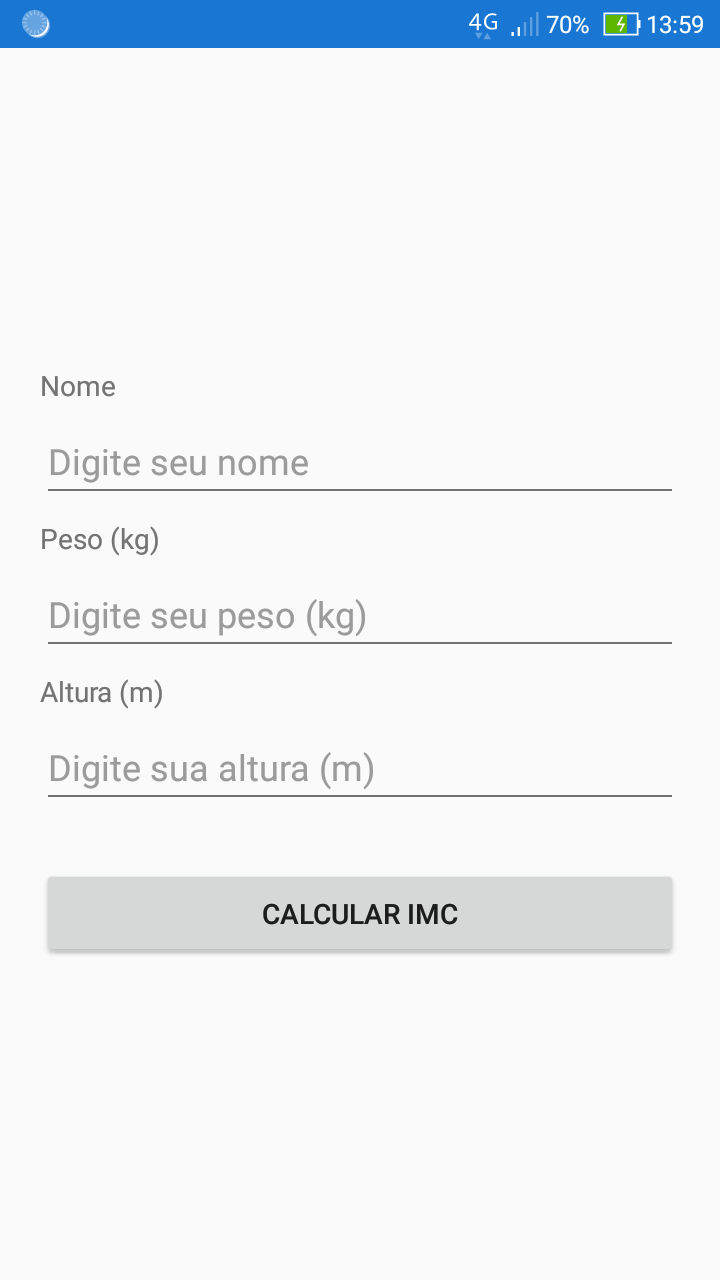 4G 70% 13:59
Nome
Digite seu nome
Peso (kg)
Digite seu peso (kg)
Altura (m)
Digite sua altura (m)
CALCULAR IMC